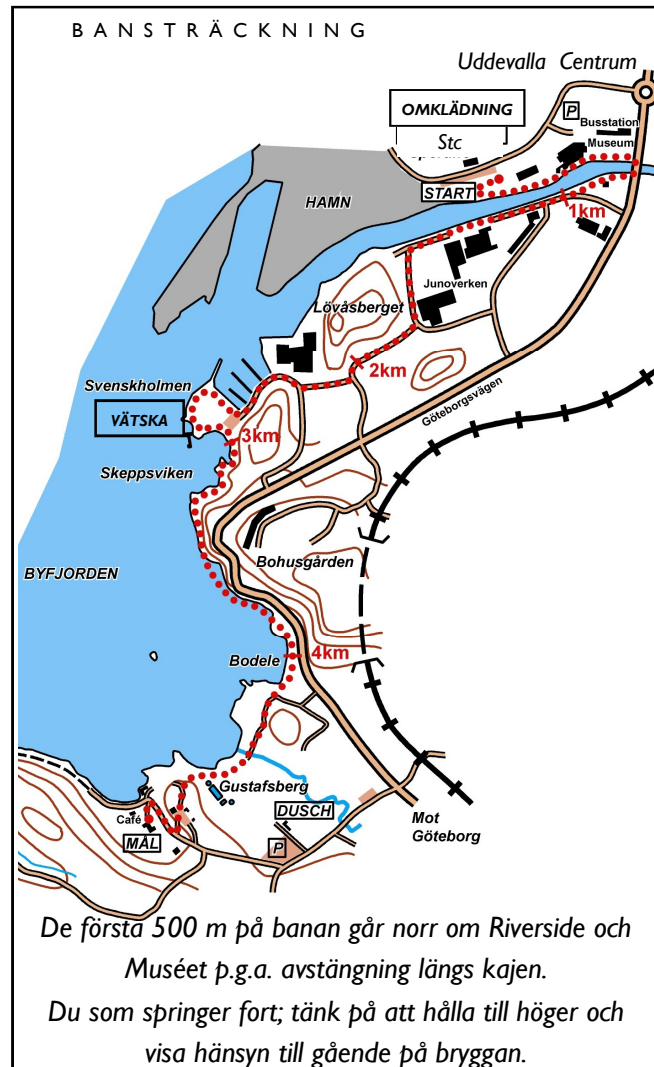 BANSTRÄCKNING
Uddevalla Centrum
OMKLÄDNING
Stc
P
Busstation
Museum
START
1km
HAMN
Junoverken
Lövåsberget
2km
Göteborgsvägen
Svenskholmen
VÄTSKA
3km
Skeppsviken
Bohusgården
BYFJORDEN
4km
Bodele
Gustafsberg
DUSCH
Café
MÅL
P
Mot
Göteborg
De första 500 m på banan går norr om Riverside och
Muséet p.g.a. avstängning längs kajen.
Du som springer fort; tänk på att hålla till höger och
visa hänsyn till gående på bryggan.